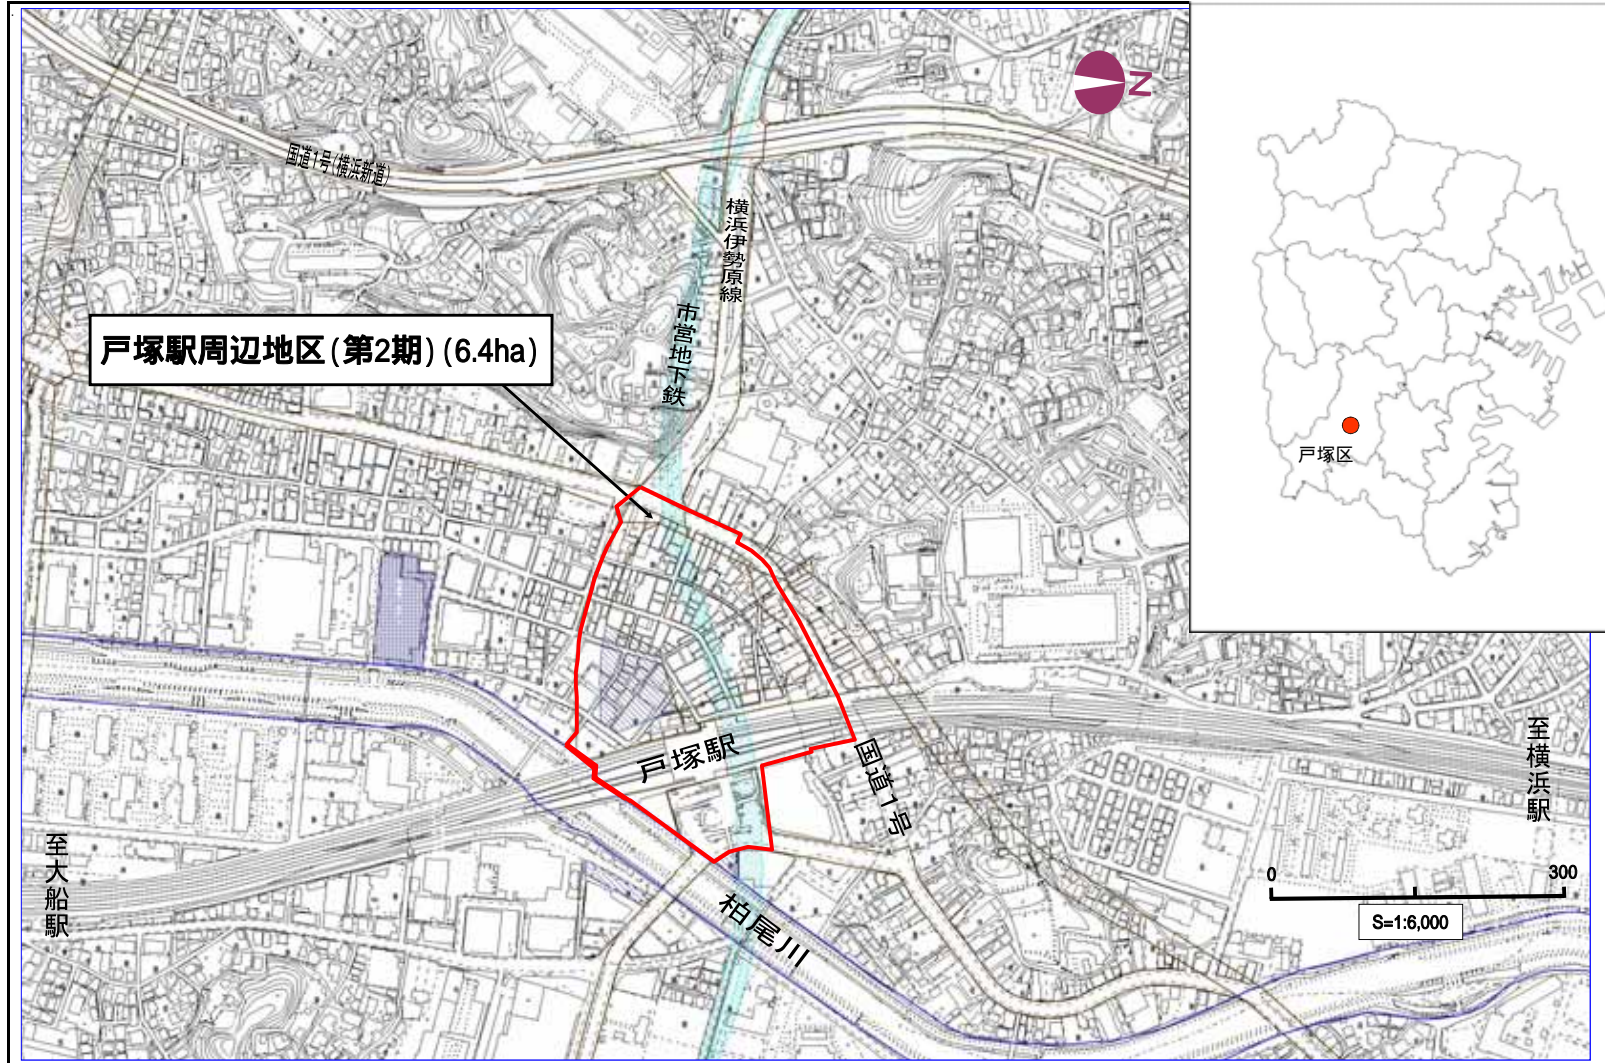 国道1号(横浜新道)
横浜伊勢原線
市営地下鉄
戸塚駅周辺地区(第2期)(6.4ha)
N
戸塚区
戸塚駅
国道1号
柏尾川
至横浜駅
至大船駅
0 300
S=1:6,000